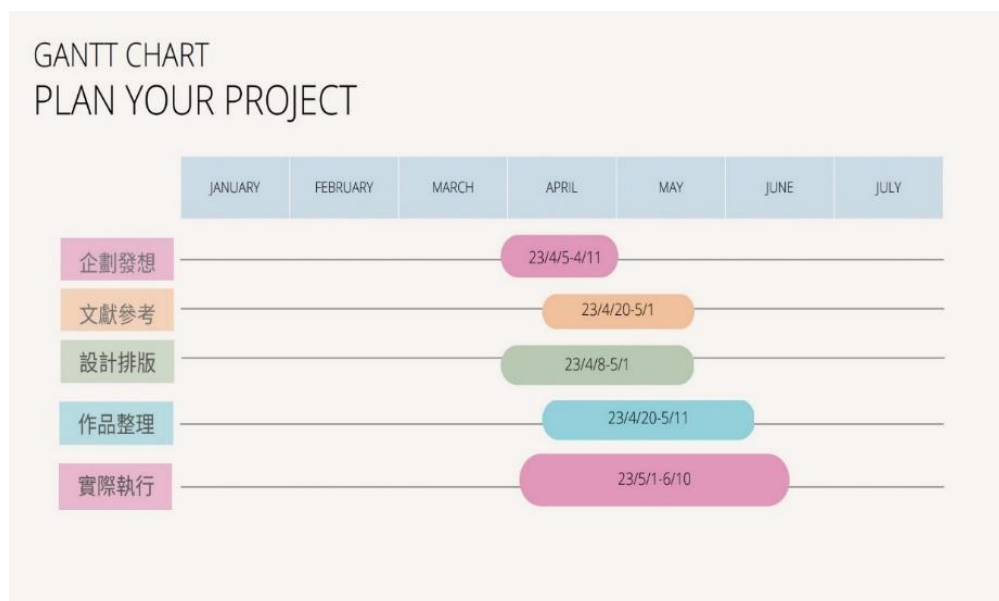 GANTT CHART
PLAN YOUR PROJECT
JANUARY FEBRUARY MARCH APRIL MAY JUNE JULY
企劃發想 23/4/5-4/11
文獻參考 23/4/20-5/1
設計排版 23/4/8-5/1
作品整理 23/4/20-5/11
實際執行 23/5/1-6/10